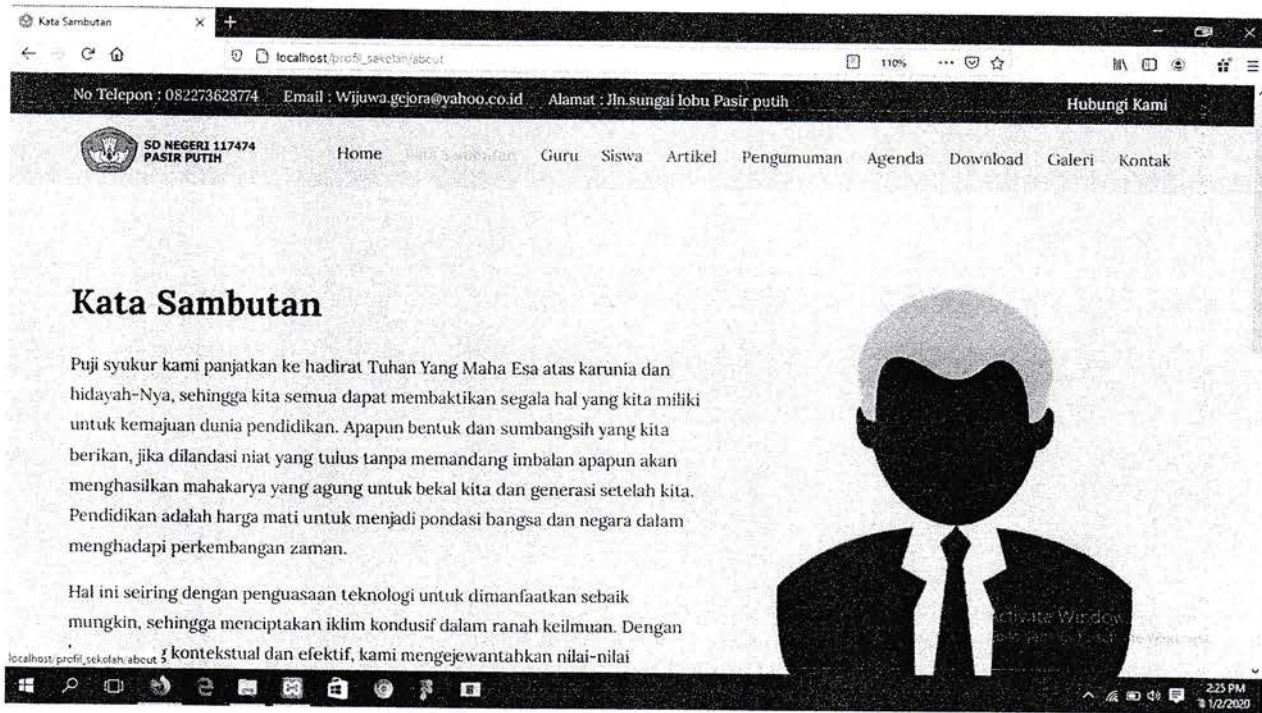 Kata Sambutan
localhost/profil_sekolah/about
110%
No Telepon : 082273628774 Email : Wijuwa.gejora@yahoo.co.id Alamat : Jln.sungai lobu Pasir putih Hubungi Kami
SD NEGERI 117474
PASIR PUTIH
Home Guru Siswa Artikel Pengumuman Agenda Download Galeri Kontak
Kata Sambutan
Puji syukur kami panjatkan ke hadirat Tuhan Yang Maha Esa atas karunia dan
hidayah-Nya, sehingga kita semua dapat membaktikan segala hal yang kita miliki
untuk kemajuan dunia pendidikan. Apapun bentuk dan sumbangsih yang kita
berikan, jika dilandasi niat yang tulus tanpa memandang imbalan apapun akan
menghasilkan mahakarya yang agung untuk bekal kita dan generasi setelah kita.
Pendidikan adalah harga mati untuk menjadi pondasi bangsa dan negara dalam
menghadapi perkembangan zaman.
Hal ini seiring dengan penguasaan teknologi untuk dimanfaatkan sebaik
mungkin, sehingga menciptakan iklim kondusif dalam ranah keilmuan. Dengan
kontekstual dan efektif, kami mengejewantahkan nilai-nilai
localhost/profil_sekolah/about
Activate Windows
2:25 PM
1/2/2020